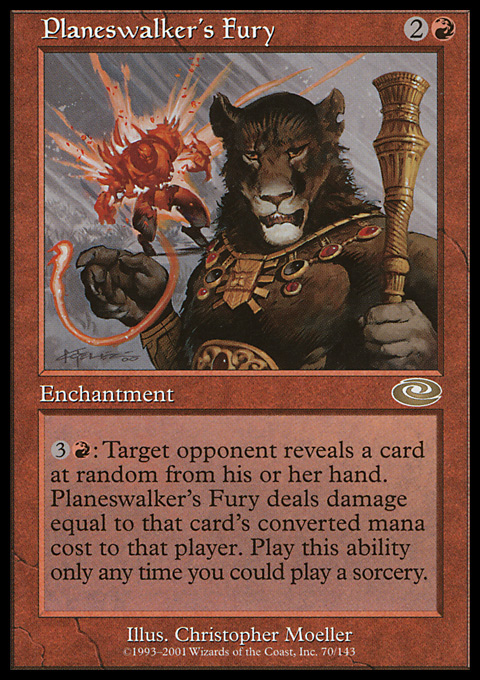 Planeswalker's Fury 2
Enchantment
3 : Target opponent reveals a card
at random from his or her hand.
Planeswalker's Fury deals damage
equal to that card's converted mana
cost to that player. Play this ability
only any time you could play a sorcery.
Illus. Christopher Moeller
©1993–2001 Wizards of the Coast, Inc. 70/143